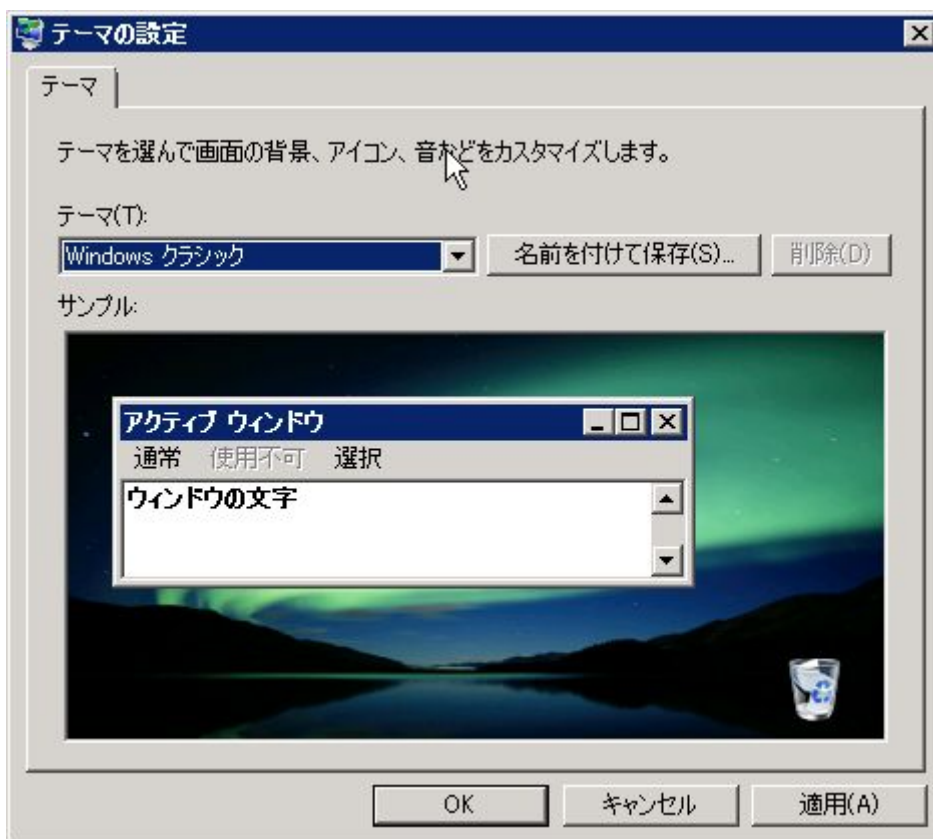 テーマの設定
テーマ
テーマを選んで画面の背景、アイコン、音などをカスタマイズします。
テーマ(T):
Windows クラシック 名前を付けて保存(S)... 削除(D)
サンプル:
アクティブ ウィンドウ
通常 使用不可 選択
ウィンドウの文字
OK キャンセル 適用(A)